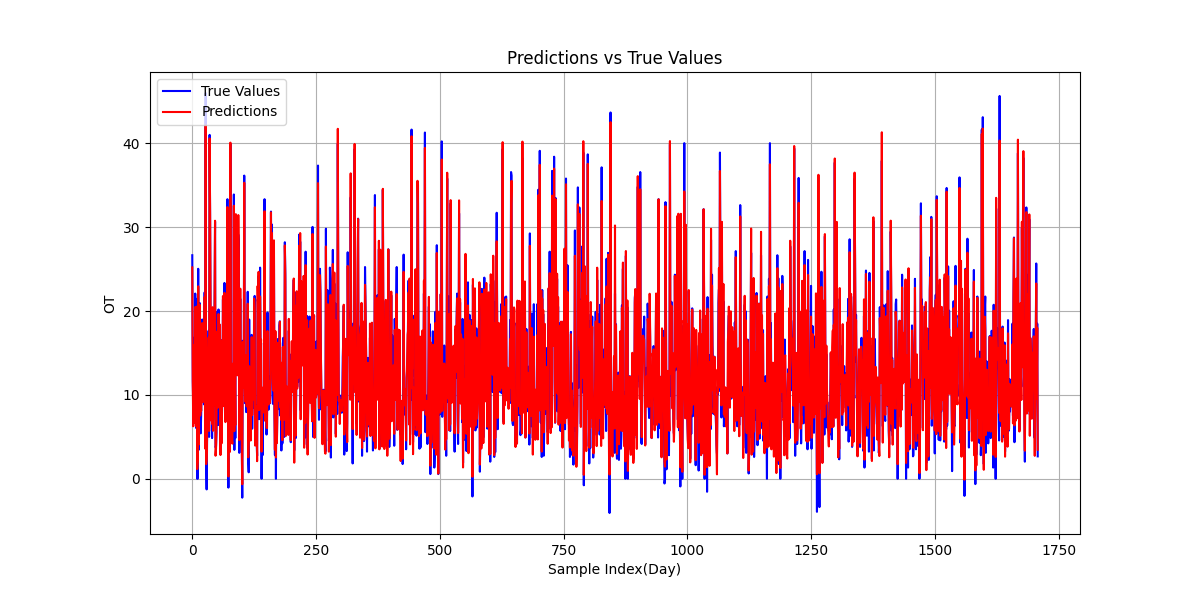 Predictions vs True Values
True Values
Predictions
OT
40
30
20
10
0
0 250 500 750 1000 1250 1500 1750
Sample Index(Day)